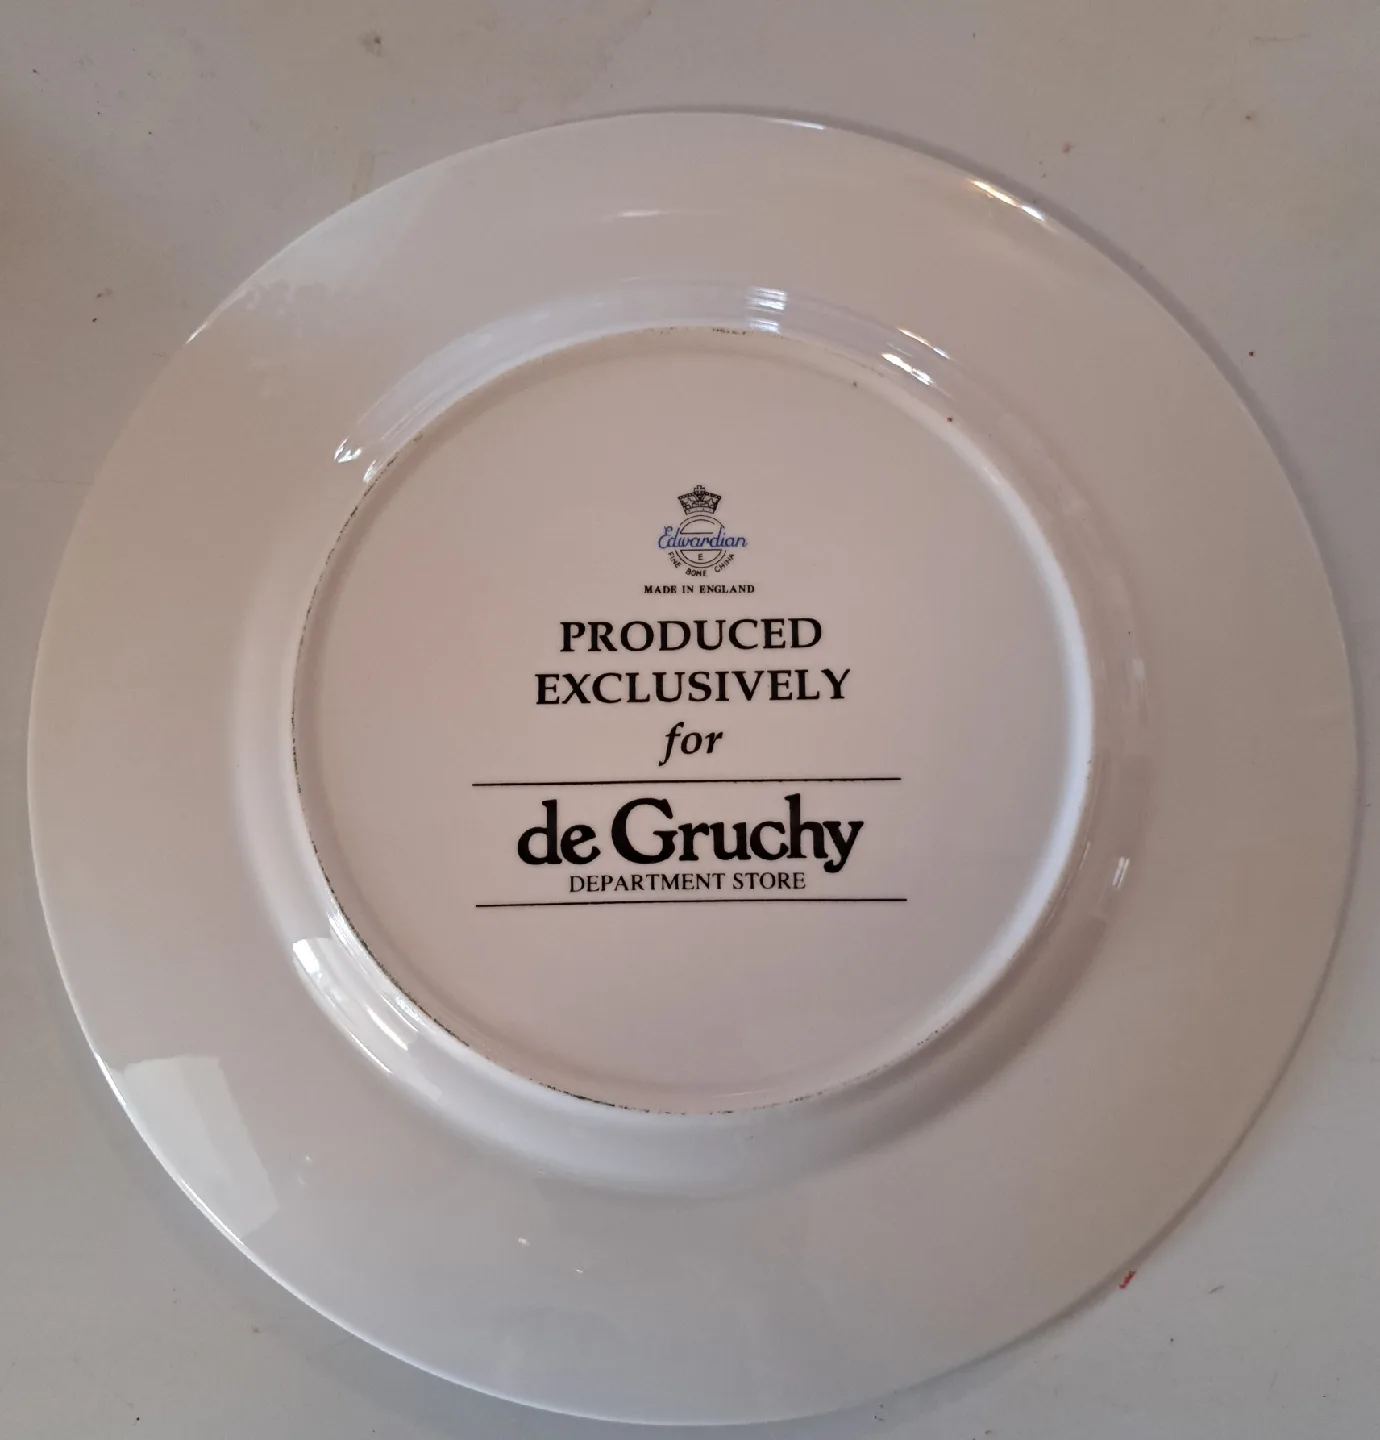 Edwardian
E
FINE BONE CHINA
MADE IN ENGLAND
PRODUCED
EXCLUSIVELY
for
de Gruchy
DEPARTMENT STORE